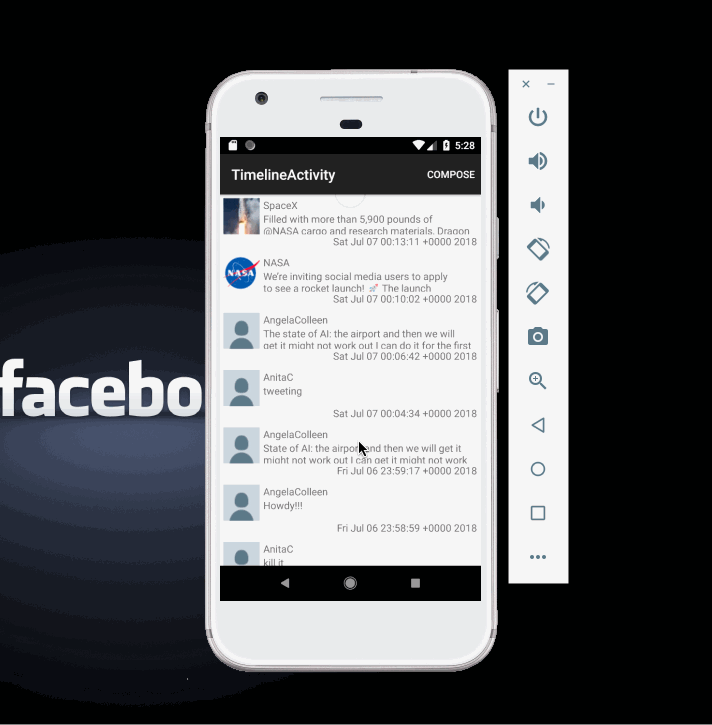 5:28
TimelineActivity
COMPOSE
SpaceX
Filled with more than 5,900 pounds of
@NASA cargo and research materials, Dragon
Sat Jul 07 00:13:11 +0000 2018
NASA
NASA
We're inviting social media users to apply
to see a rocket launch! 🚀 The launch
Sat Jul 07 00:10:02 +0000 2018
AngelaColleen
The state of AI: the airport and then we will
get it might not work out I can do it for the first
Sat Jul 07 00:06:42 +0000 2018
AnitaC
tweeting
Sat Jul 07 00:04:34 +0000 2018
AngelaColleen
State of AI: the airport and then we will get it
might not work out I can get it might not work
Fri Jul 06 23:59:17 +0000 2018
AngelaColleen
Howdy!!!
Fri Jul 06 23:58:59 +0000 2018
AnitaC
kill it
facebo